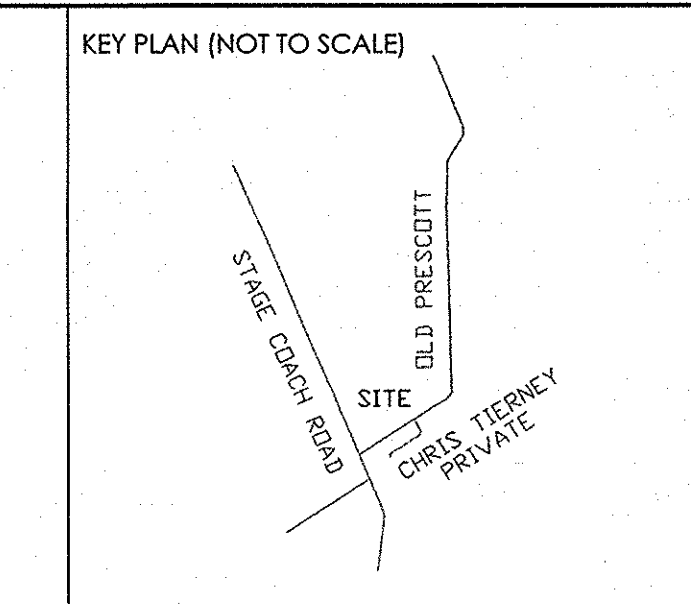 KEY PLAN (NOT TO SCALE)
OLD PRESCOTT
STAGE COACH ROAD
SITE
CHRIS TIERNEY
PRIVATE